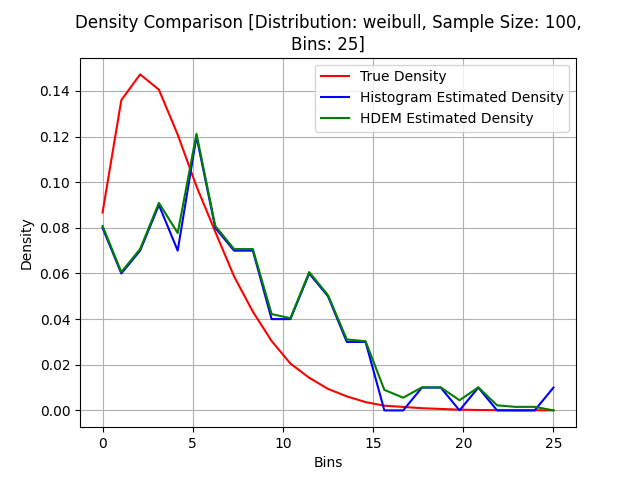 Density Comparison [Distribution: weibull, Sample Size: 100,
Bins: 25]
True Density
Histogram Estimated Density
HDEM Estimated Density
Density
0.14
0.12
0.10
0.08
0.06
0.04
0.02
0.00
0 5 10 15 20 25
Bins